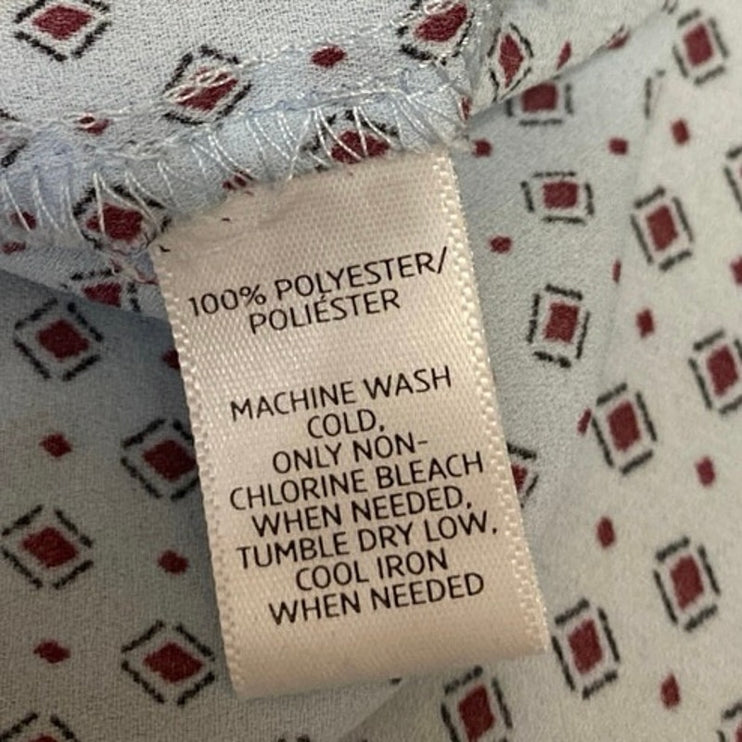 100% POLYESTER/
POLIÉSTER
MACHINE WASH
COLD,
ONLY NON-
CHLORINE BLEACH
WHEN NEEDED,
TUMBLE DRY LOW,
COOL IRON
WHEN NEEDED